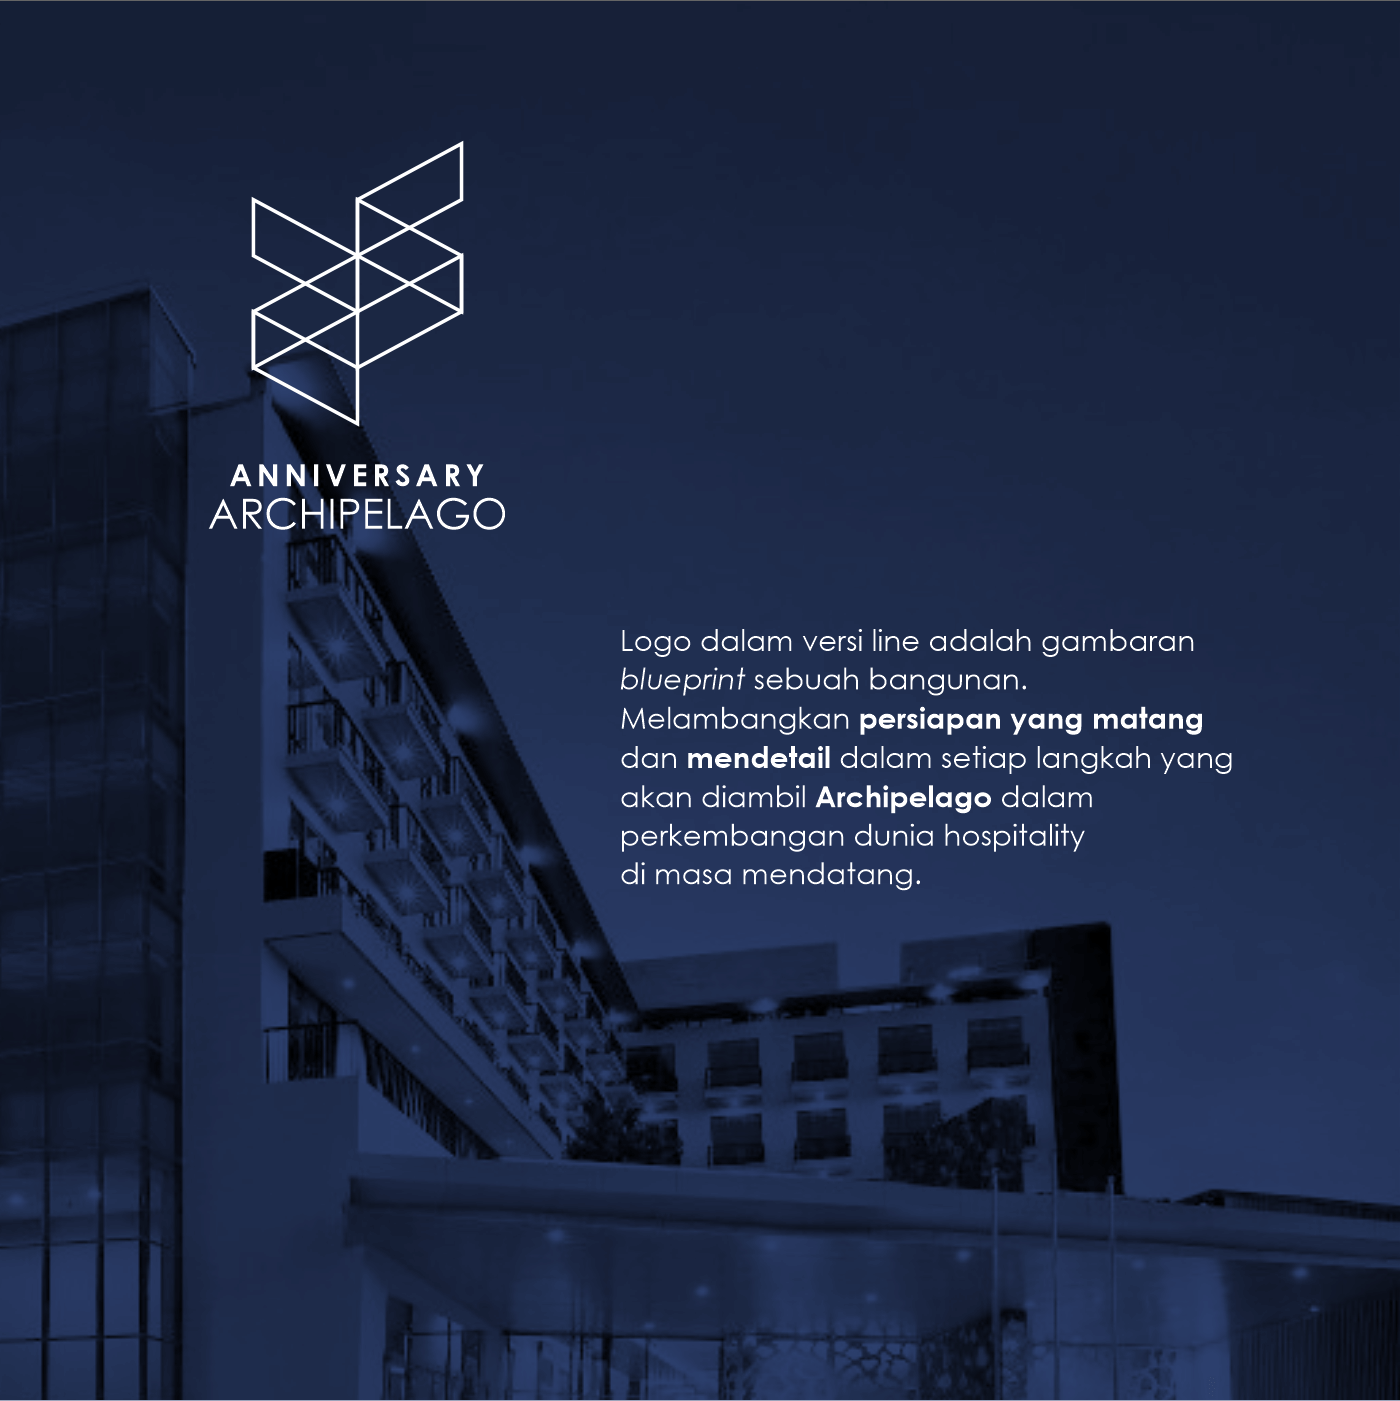 ANNIVERSARY
ARCHIPELAGO
Logo dalam versi line adalah gambaran
blueprint sebuah bangunan.
Melambangkan persiapan yang matang
dan mendetail dalam setiap langkah yang
akan diambil Archipelago dalam
perkembangan dunia hospitality
di masa mendatang.